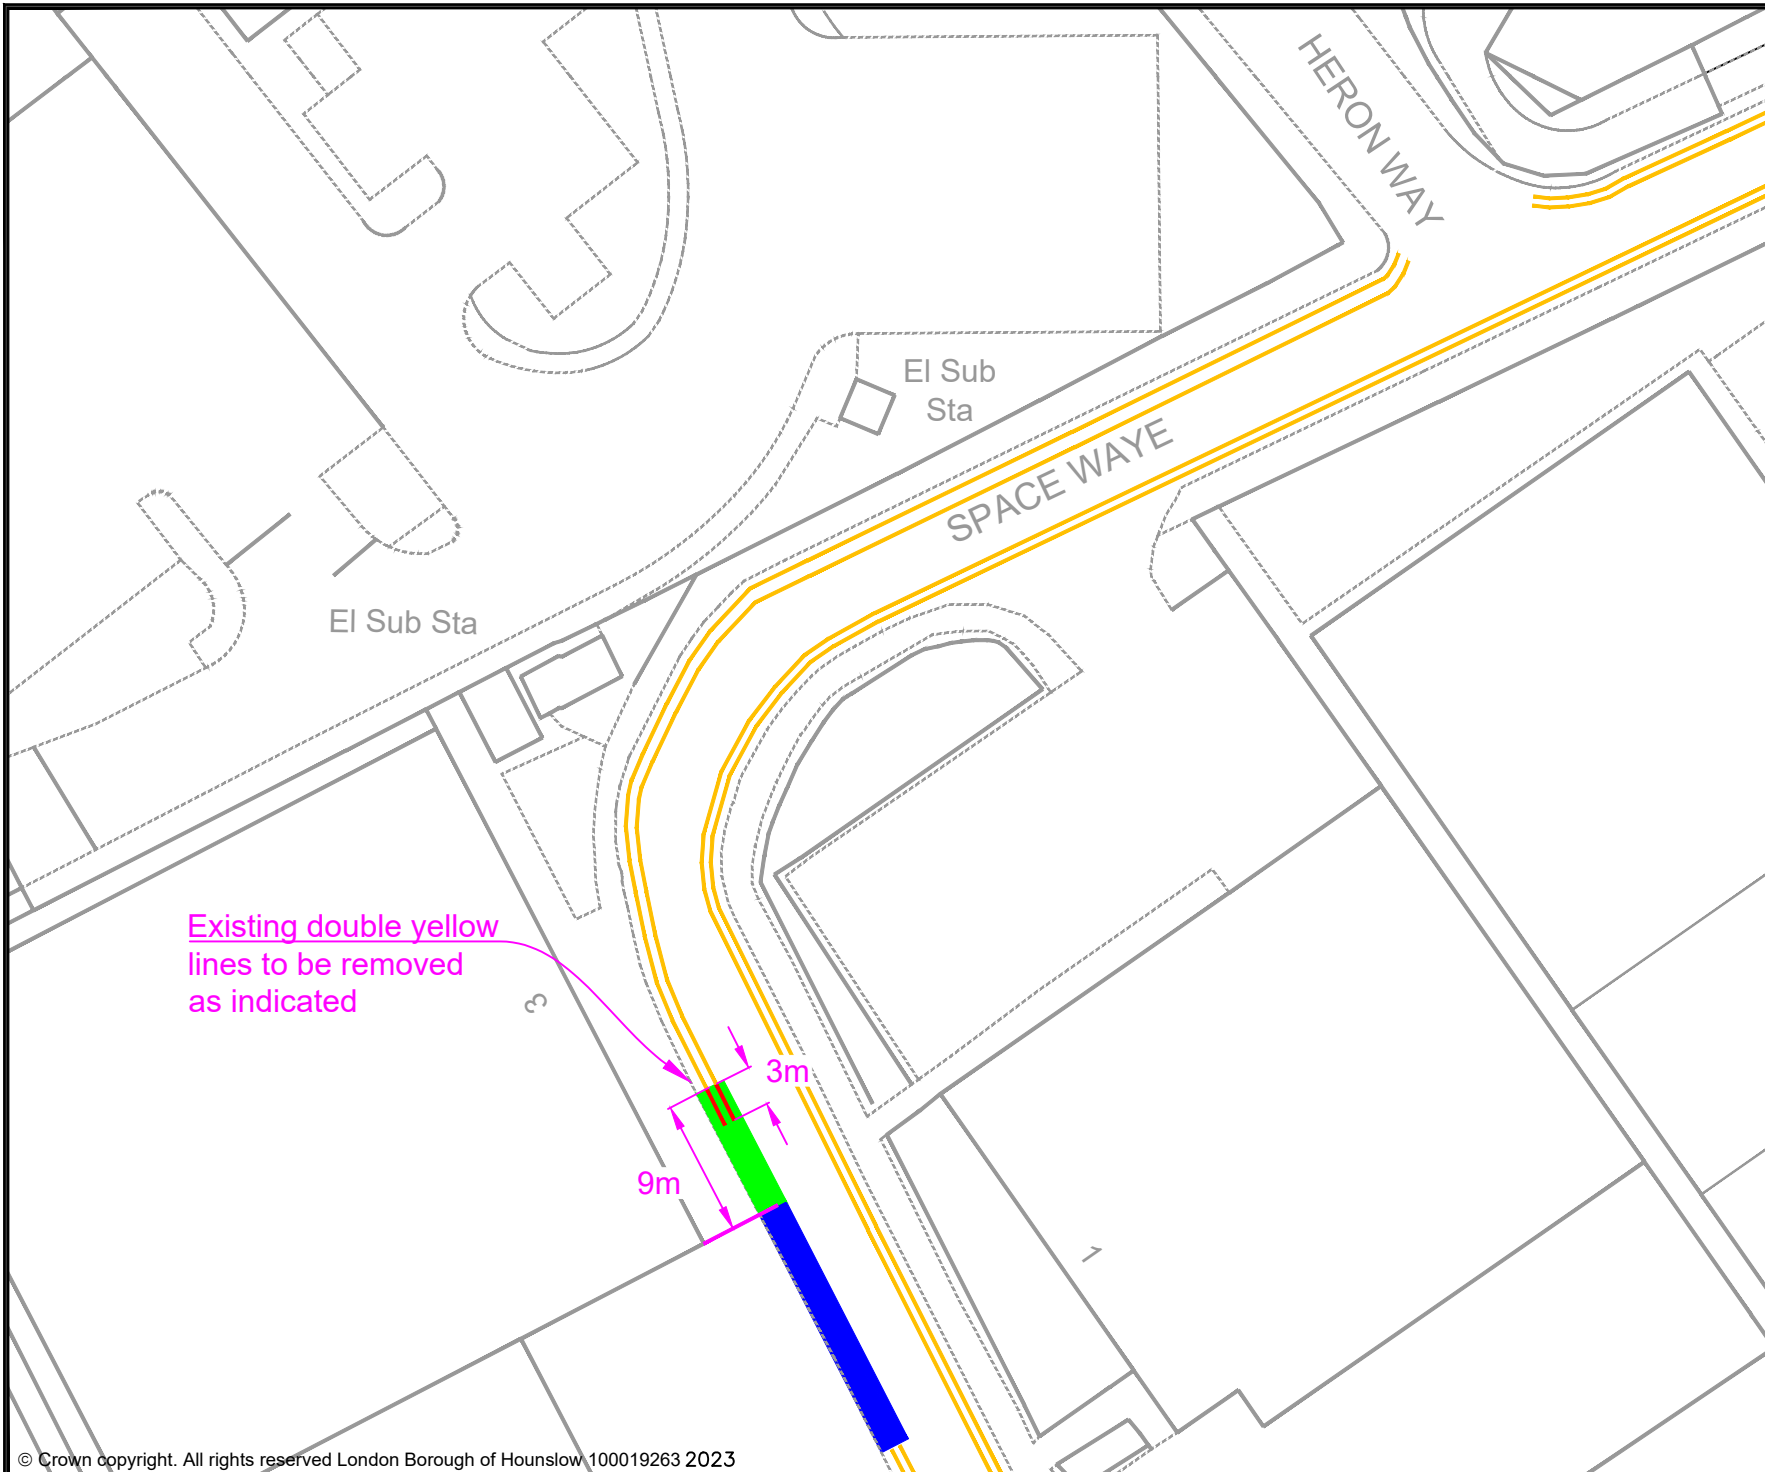 HERON WAY
El Sub
Sta
SPACE WAYE
El Sub Sta
Existing double yellow
lines to be removed
as indicated
3
3m
9m
1
© Crown copyright. All rights reserved London Borough of Hounslow 100019263 2023